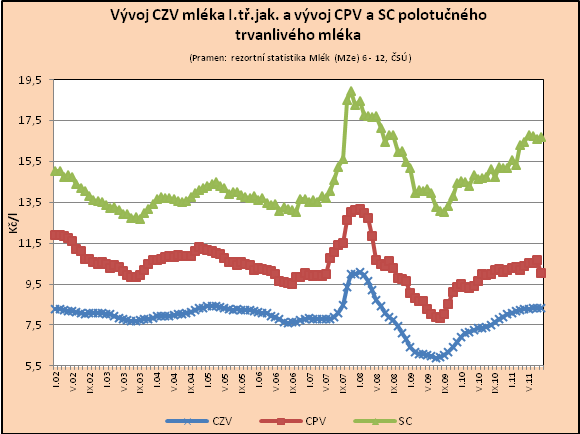 Vývoj CZV mléka I.tř.jak. a vývoj CPV a SC polotučného
trvanlivého mléka
(Pramen: rezortní statistika Mlék (MZe) 6 - 12, ČSÚ)
19,5
17,5
15,5
13,5
11,5
9,5
7,5
5,5
Kč/l
I.02
V.02
IX.02
I.03
V.03
IX.03
I.04
V.04
IX.04
I.05
V.05
IX.05
I.06
V.06
IX.06
I.07
V.07
IX.07
I.08
V.08
IX.08
I.09
V.09
IX.09
I.10
V.10
IX.10
I.11
V.11
CZV
CPV
SC